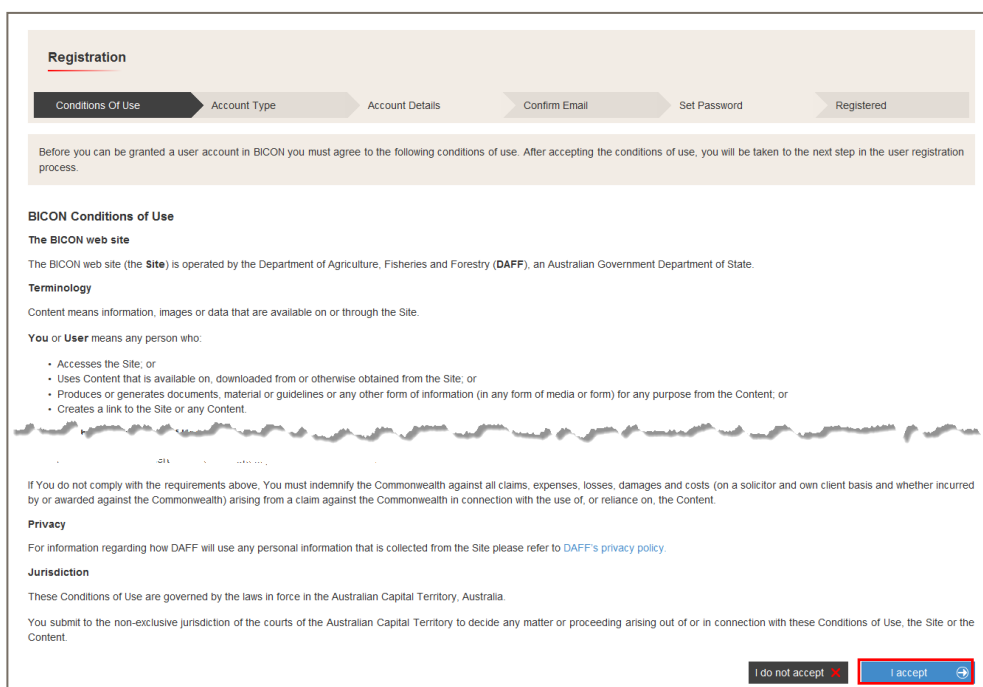 Registration
Conditions Of Use
Account Type
Account Details
Confirm Email
Set Password
Registered
Before you can be granted a user account in BICON you must agree to the following conditions of use. After accepting the conditions of use, you will be taken to the next step in the user registration
process.
BICON Conditions of Use
The BICON web site
The BICON web site (the Site) is operated by the Department of Agriculture, Fisheries and Forestry (DAFF), an Australian Government Department of State.
Terminology
Content means information, images or data that are available on or through the Site.
You or User means any person who:
• Accesses the Site; or
• Uses Content that is available on, downloaded from or otherwise obtained from the Site; or
• Produces or generates documents, material or guidelines or any other form of information (in any form of media or form) for any purpose from the Content; or
• Creates a link to the Site or any Content.
If You do not comply with the requirements above, You must indemnify the Commonwealth against all claims, expenses, losses, damages and costs (on a solicitor and own client basis and whether incurred
by or awarded against the Commonwealth) arising from a claim against the Commonwealth in connection with the use of, or reliance on, the Content.
Privacy
For information regarding how DAFF will use any personal information that is collected from the Site please refer to DAFF's privacy policy.
Jurisdiction
These Conditions of Use are governed by the laws in force in the Australian Capital Territory, Australia.
You submit to the non-exclusive jurisdiction of the courts of the Australian Capital Territory to decide any matter or proceeding arising out of or in connection with these Conditions of Use, the Site or the
Content.
I do not accept
I accept